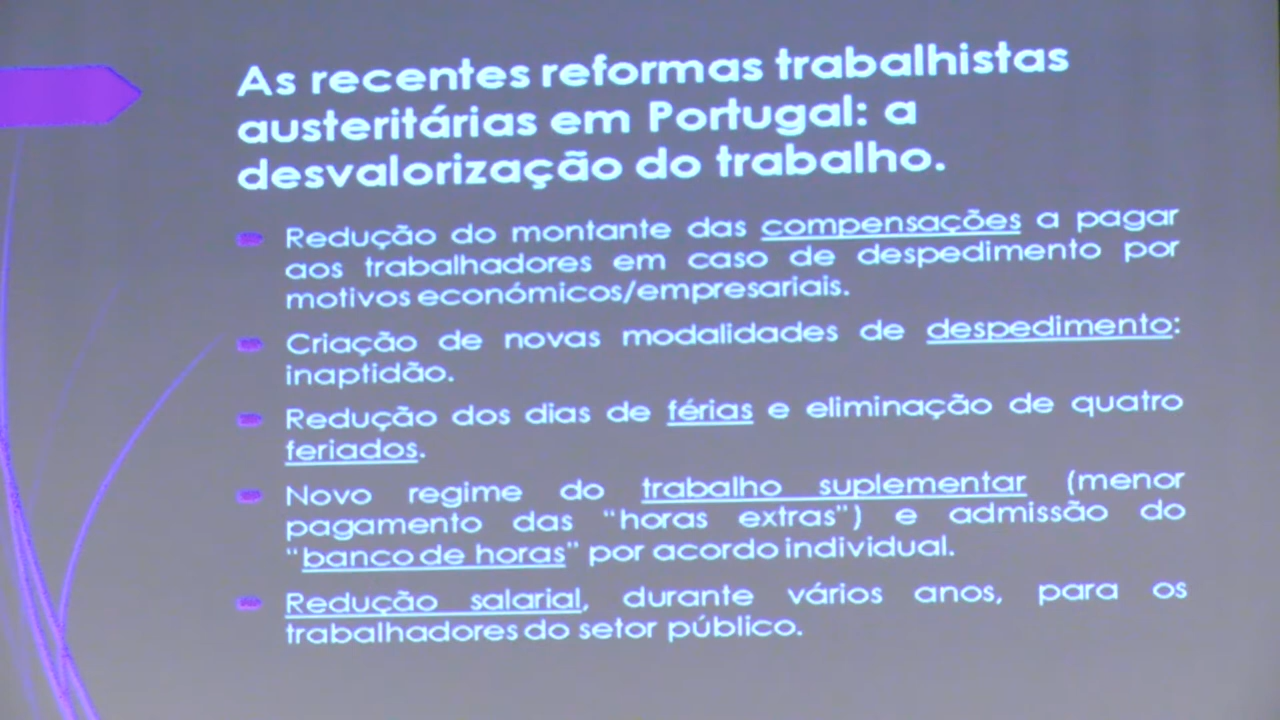 As recentes reformas trabalhistas
austeritárias em Portugal: a
desvalorização do trabalho.
Redução do montante das compensações a pagar
aos trabalhadores em caso de despedimento por
motivos económicos/empresariais.
Criação de novas modalidades de despedimento:
inaptidão.
Redução dos dias de férias e eliminação de quatro
feriados.
Novo regime do trabalho suplementar (menor
pagamento das "horas extras") e admissão do
"banco de horas" por acordo individual.
Redução salarial, durante vários anos, para os
trabalhadores do setor público.